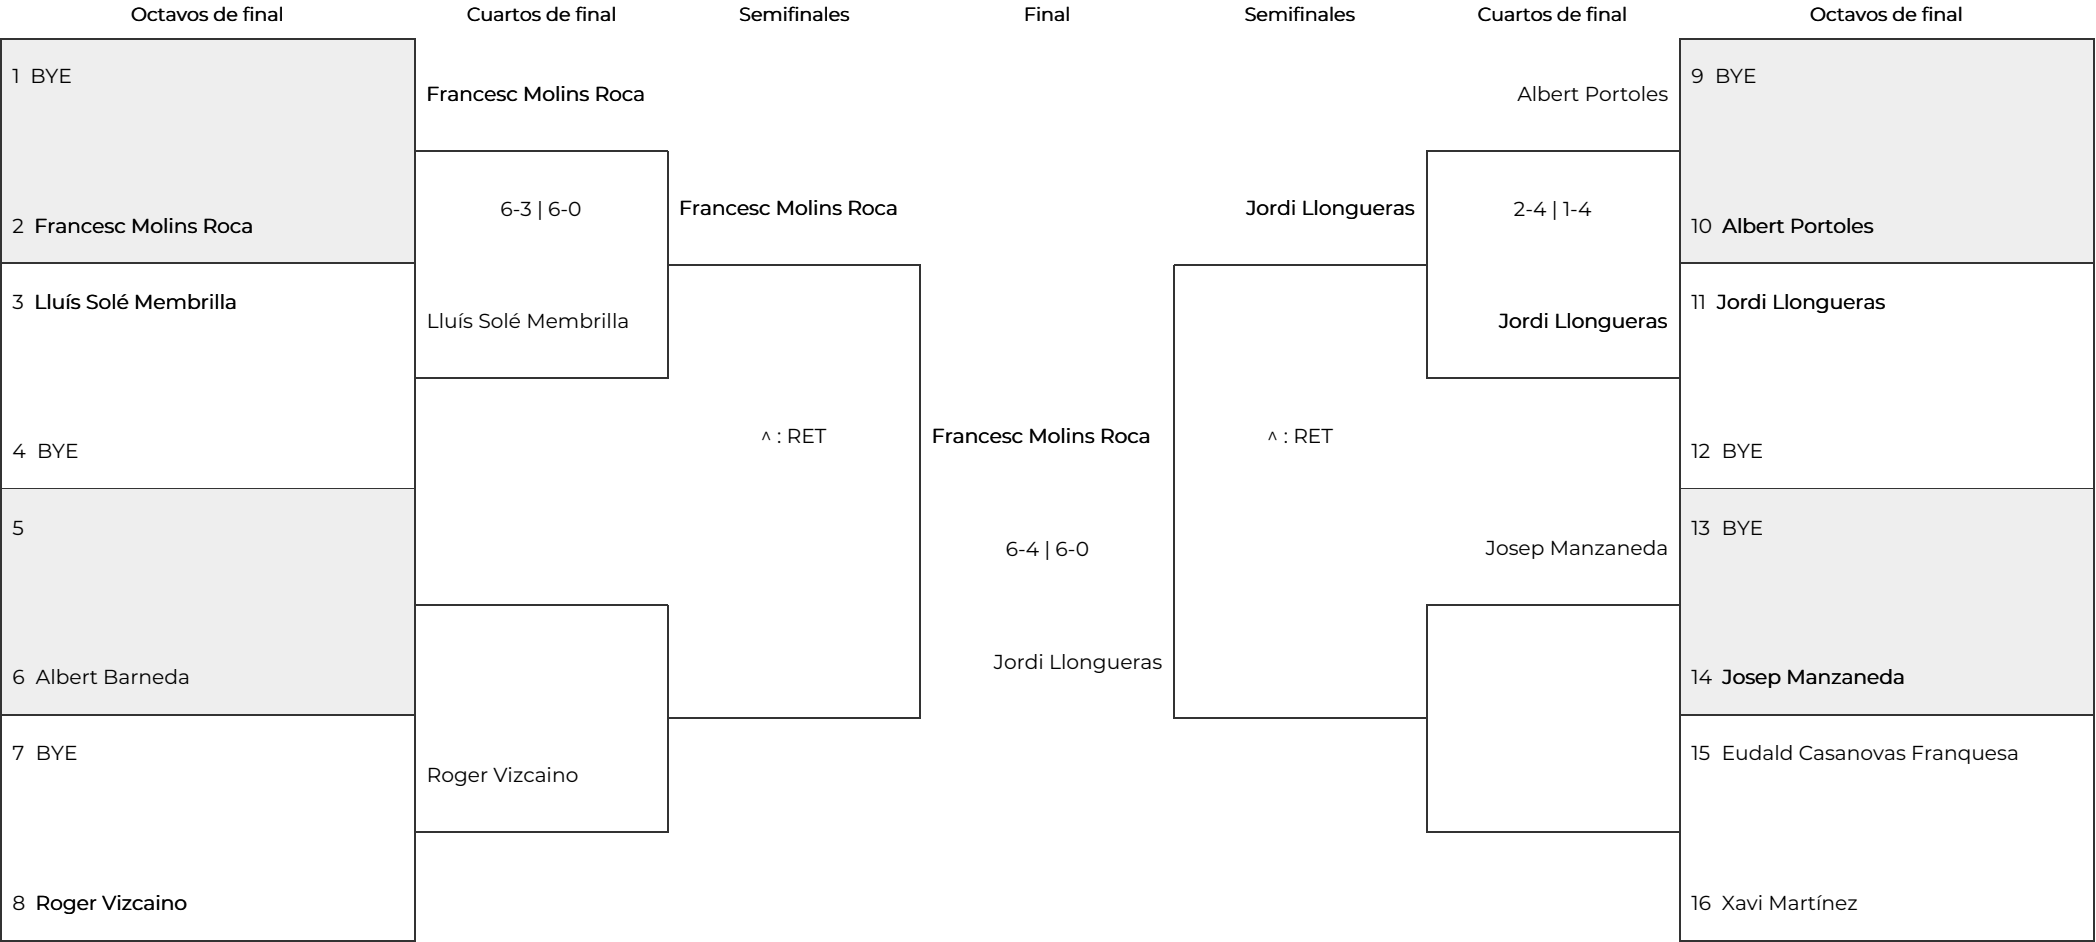 Octavos de final
Cuartos de final
Semifinales
Final
Semifinales
Cuartos de final
Octavos de final
1 BYE
2 Francesc Molins Roca
3 Lluís Solé Membrilla
4 BYE
5
6 Albert Barneda
7 BYE
8 Roger Vizcaino
Francesc Molins Roca
6-3 | 6-0
Lluís Solé Membrilla
Roger Vizcaino
Francesc Molins Roca
^ : RET
Francesc Molins Roca
6-4 | 6-0
Jordi Llongueras
Jordi Llongueras
^ : RET
Albert Portoles
2-4 | 1-4
Jordi Llongueras
Josep Manzaneda
9 BYE
10 Albert Portoles
11 Jordi Llongueras
12 BYE
13 BYE
14 Josep Manzaneda
15 Eudald Casanovas Franquesa
16 Xavi Martínez